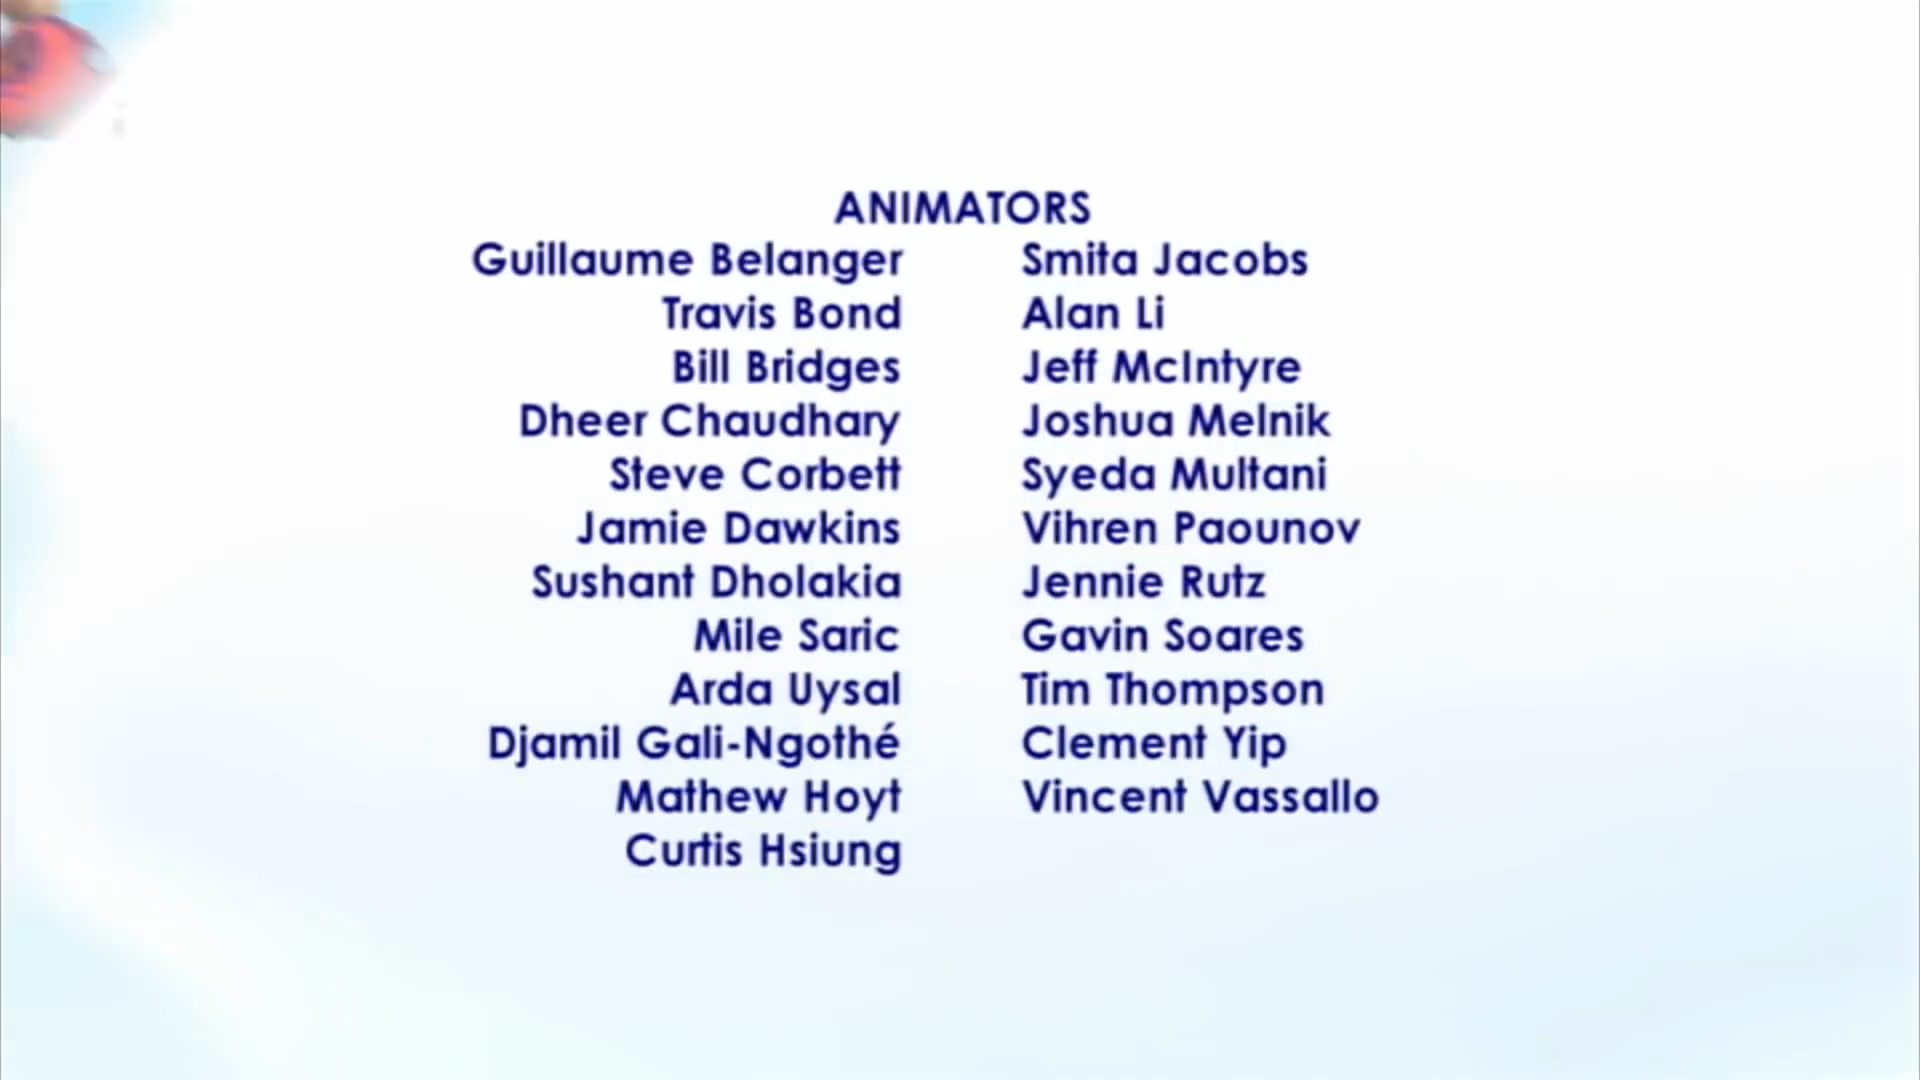 ANIMATORS
Guillaume Belanger Smita Jacobs
Travis Bond Alan Li
Bill Bridges Jeff McIntyre
Dheer Chaudhary Joshua Melnik
Steve Corbett Syeda Multani
Jamie Dawkins Vihren Paounov
Sushant Dholakia Jennie Rutz
Mile Saric Gavin Soares
Arda Uysal Tim Thompson
Djamil Gali-Ngothé Clement Yip
Mathew Hoyt Vincent Vassallo
Curtis Hsiung